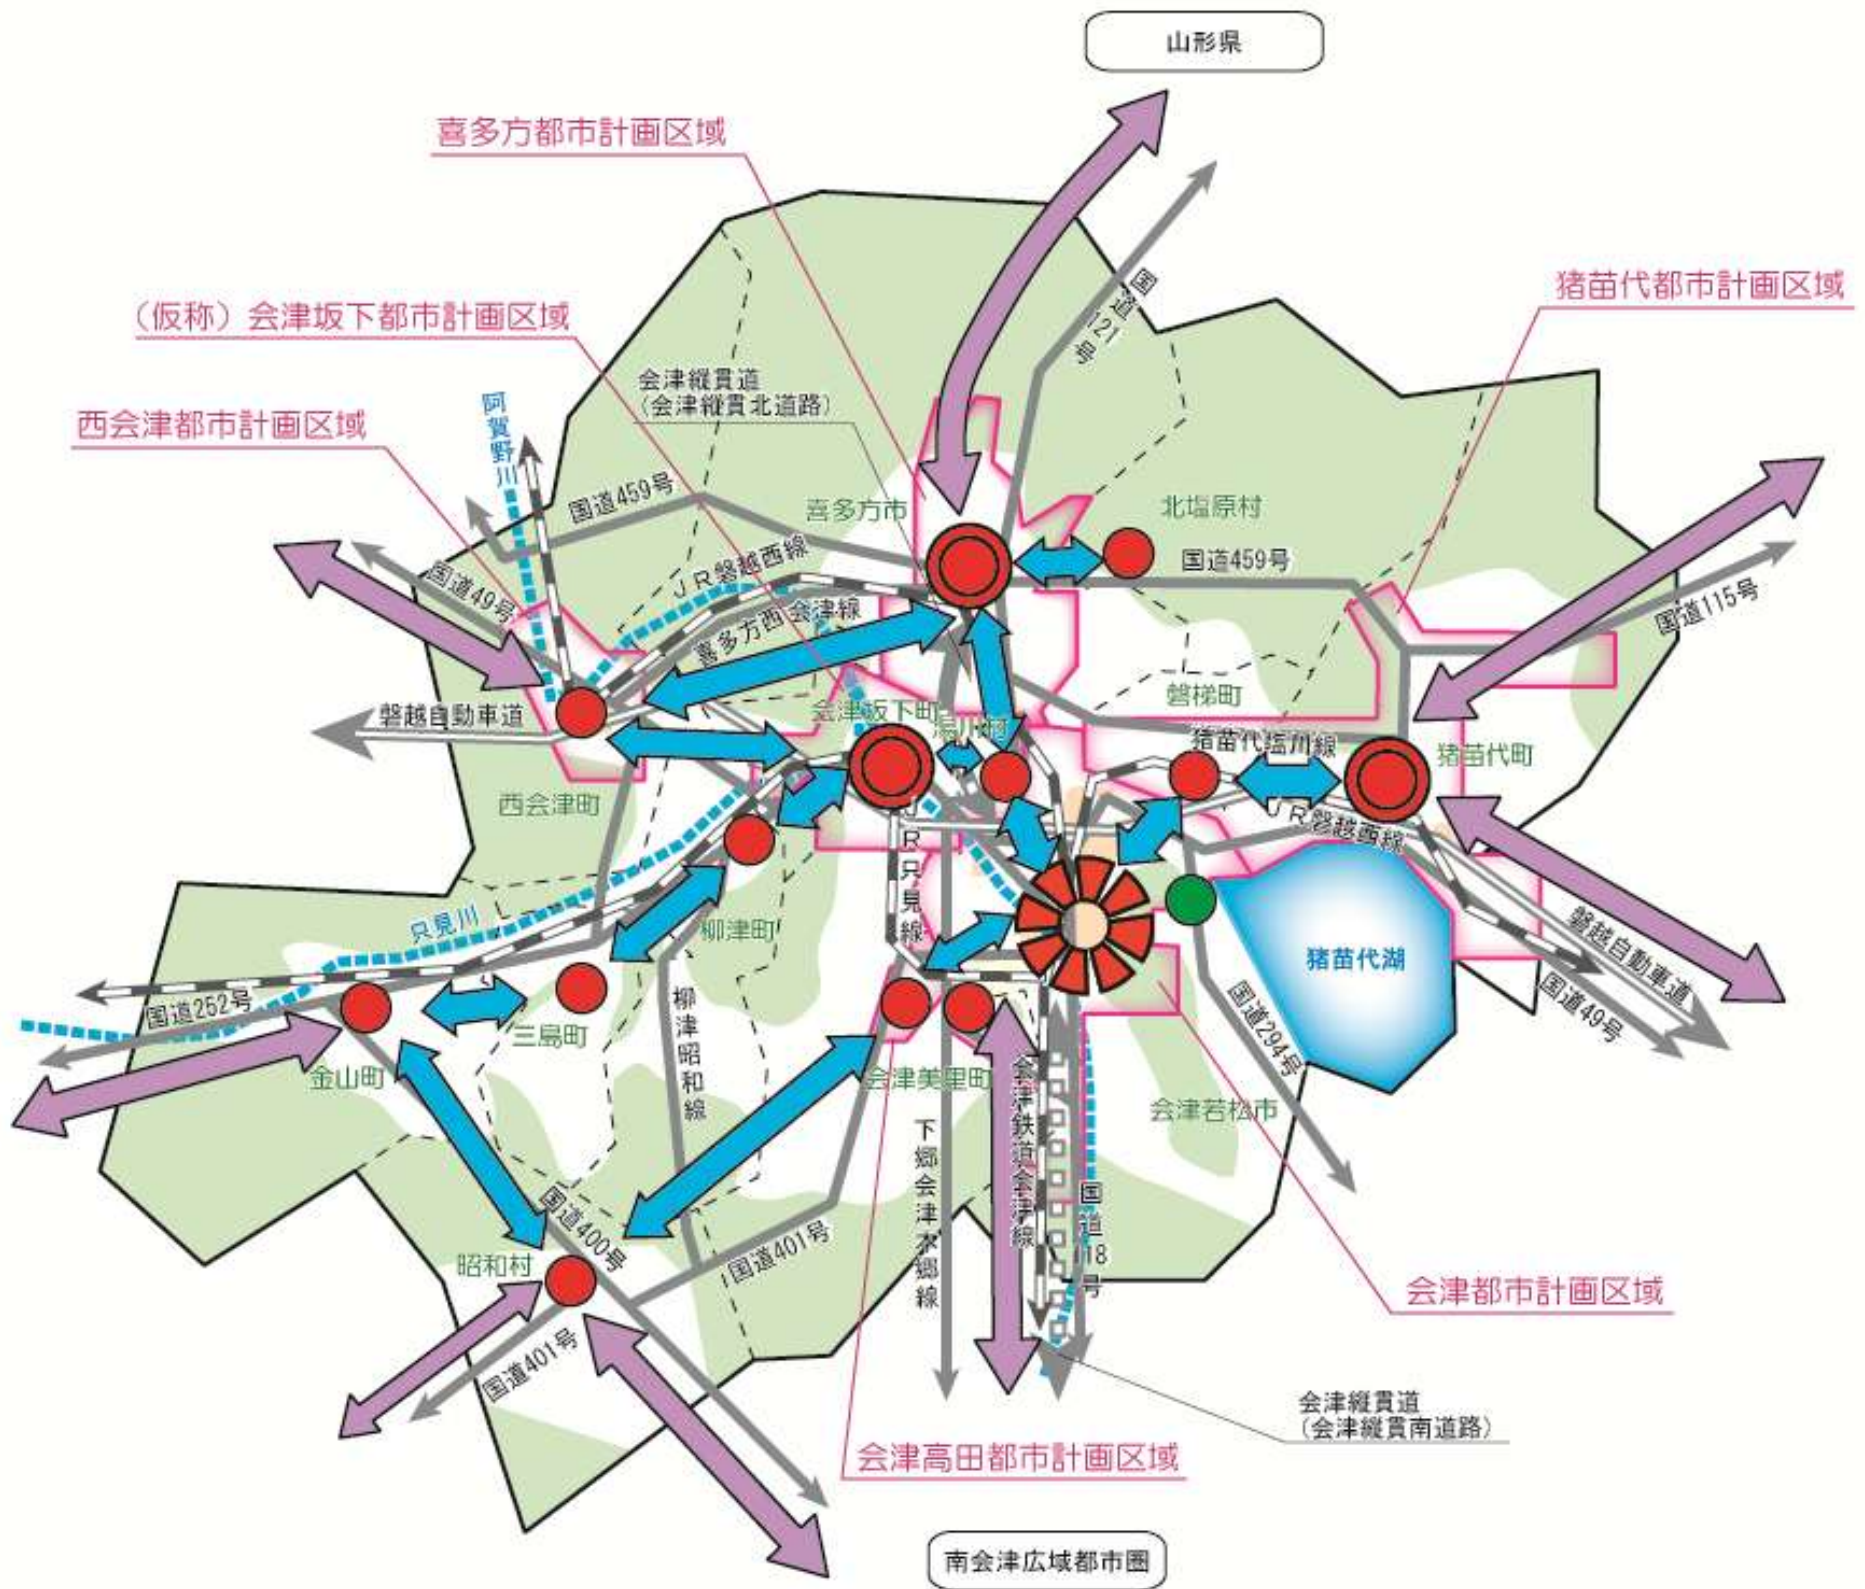 山形県
喜多方都市計画区域
猪苗代都市計画区域
国道121号
(仮称)会津坂下都市計画区域
会津縦貫道
(会津縦貫北道路)
西会津都市計画区域
阿賀野川
国道459号
喜多方市
北塩原村
国道459号
JR磐越西線
国道49号
国道115号
喜多方西会津線
磐梯町
磐越自動車道
会津坂下町
湯川村
猪苗代塩川線
猪苗代町
西会津町
JR磐越西線
JR只見線
只見川
柳津町
猪苗代湖
磐越自動車道
国道49号
国道252号
三島町
柳津昭和線
国道294号
金山町
会津美里町
会津鉄道会津線
会津若松市
下郷会津本郷線
国道118号
国道400号
国道401号
昭和村
会津都市計画区域
国道401号
会津縦貫道
(会津縦貫南道路)
会津高田都市計画区域
南会津広域都市圏